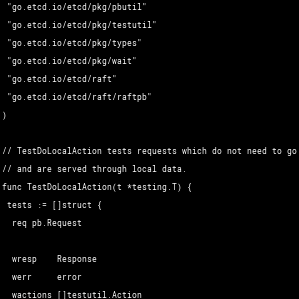 "go.etcd.io/etcd/pkg/pbutil"
"go.etcd.io/etcd/pkg/testutil"
"go.etcd.io/etcd/pkg/types"
"go.etcd.io/etcd/pkg/wait"
"go.etcd.io/etcd/raft"
"go.etcd.io/etcd/raft/raftpb"
)

// TestDoLocalAction tests requests which do not need to go
// and are served through local data.
func TestDoLocalAction(t *testing.T) {
tests := []struct {
req pb.Request

wresp    Response
werr     error
wactions []testutil.Action